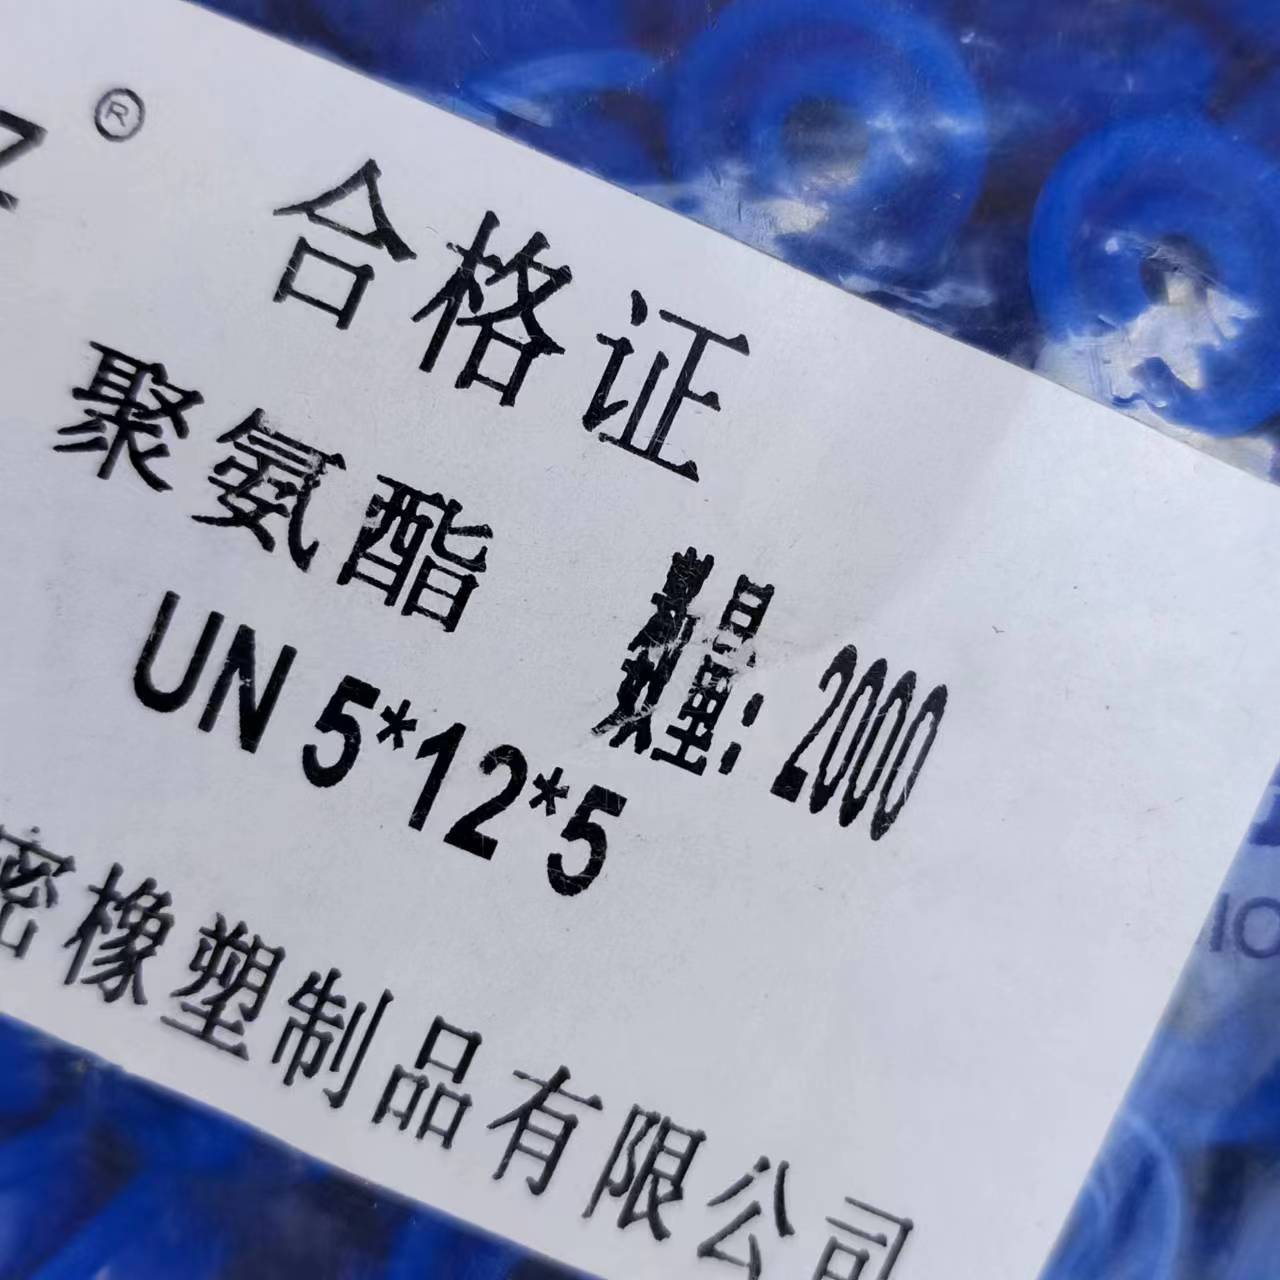 Z ®
合格证
聚氨酯 数量: 2000
UN 5*12*5
密橡塑制品有限公司